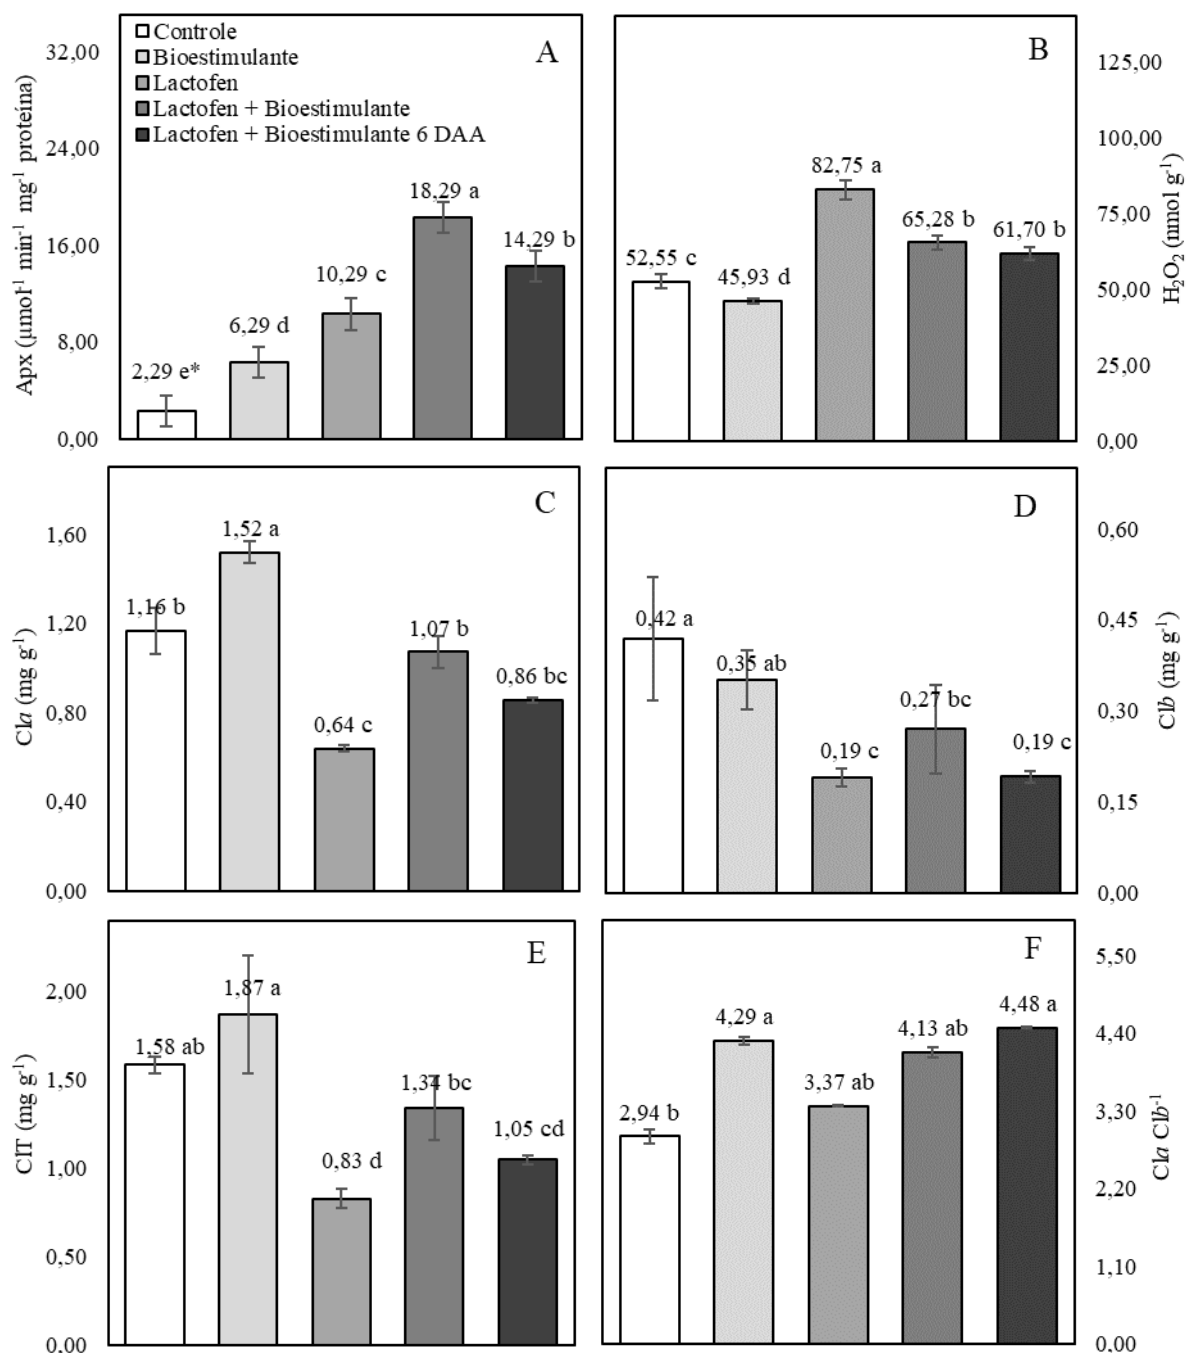 Controle
Bioestimulante
Lactofen
Lactofen + Bioestimulante
Lactofen + Bioestimulante 6 DAA
A
Apx (µmol⁻¹ min⁻¹ mg⁻¹ proteína)
32,00
24,00
16,00
8,00
0,00
2,29 e*
6,29 d
10,29 c
18,29 a
14,29 b
B
52,55 c
45,93 d
82,75 a
65,28 b
61,70 b
125,00
100,00
75,00
50,00
25,00
0,00
H₂O₂ (nmol g⁻¹)
C
Cla (mg g⁻¹)
1,60
1,20
0,80
0,40
0,00
1,16 b
1,52 a
0,64 c
1,07 b
0,86 bc
D
0,42 a
0,35 ab
0,19 c
0,27 bc
0,19 c
0,60
0,45
0,30
0,15
0,00
Clb (mg g⁻¹)
E
ClT (mg g⁻¹)
2,00
1,50
1,00
0,50
0,00
1,58 ab
1,87 a
0,83 d
1,34 bc
1,05 cd
F
2,94 b
4,29 a
3,37 ab
4,13 ab
4,48 a
5,50
4,40
3,30
2,20
1,10
0,00
Cla Clb⁻¹